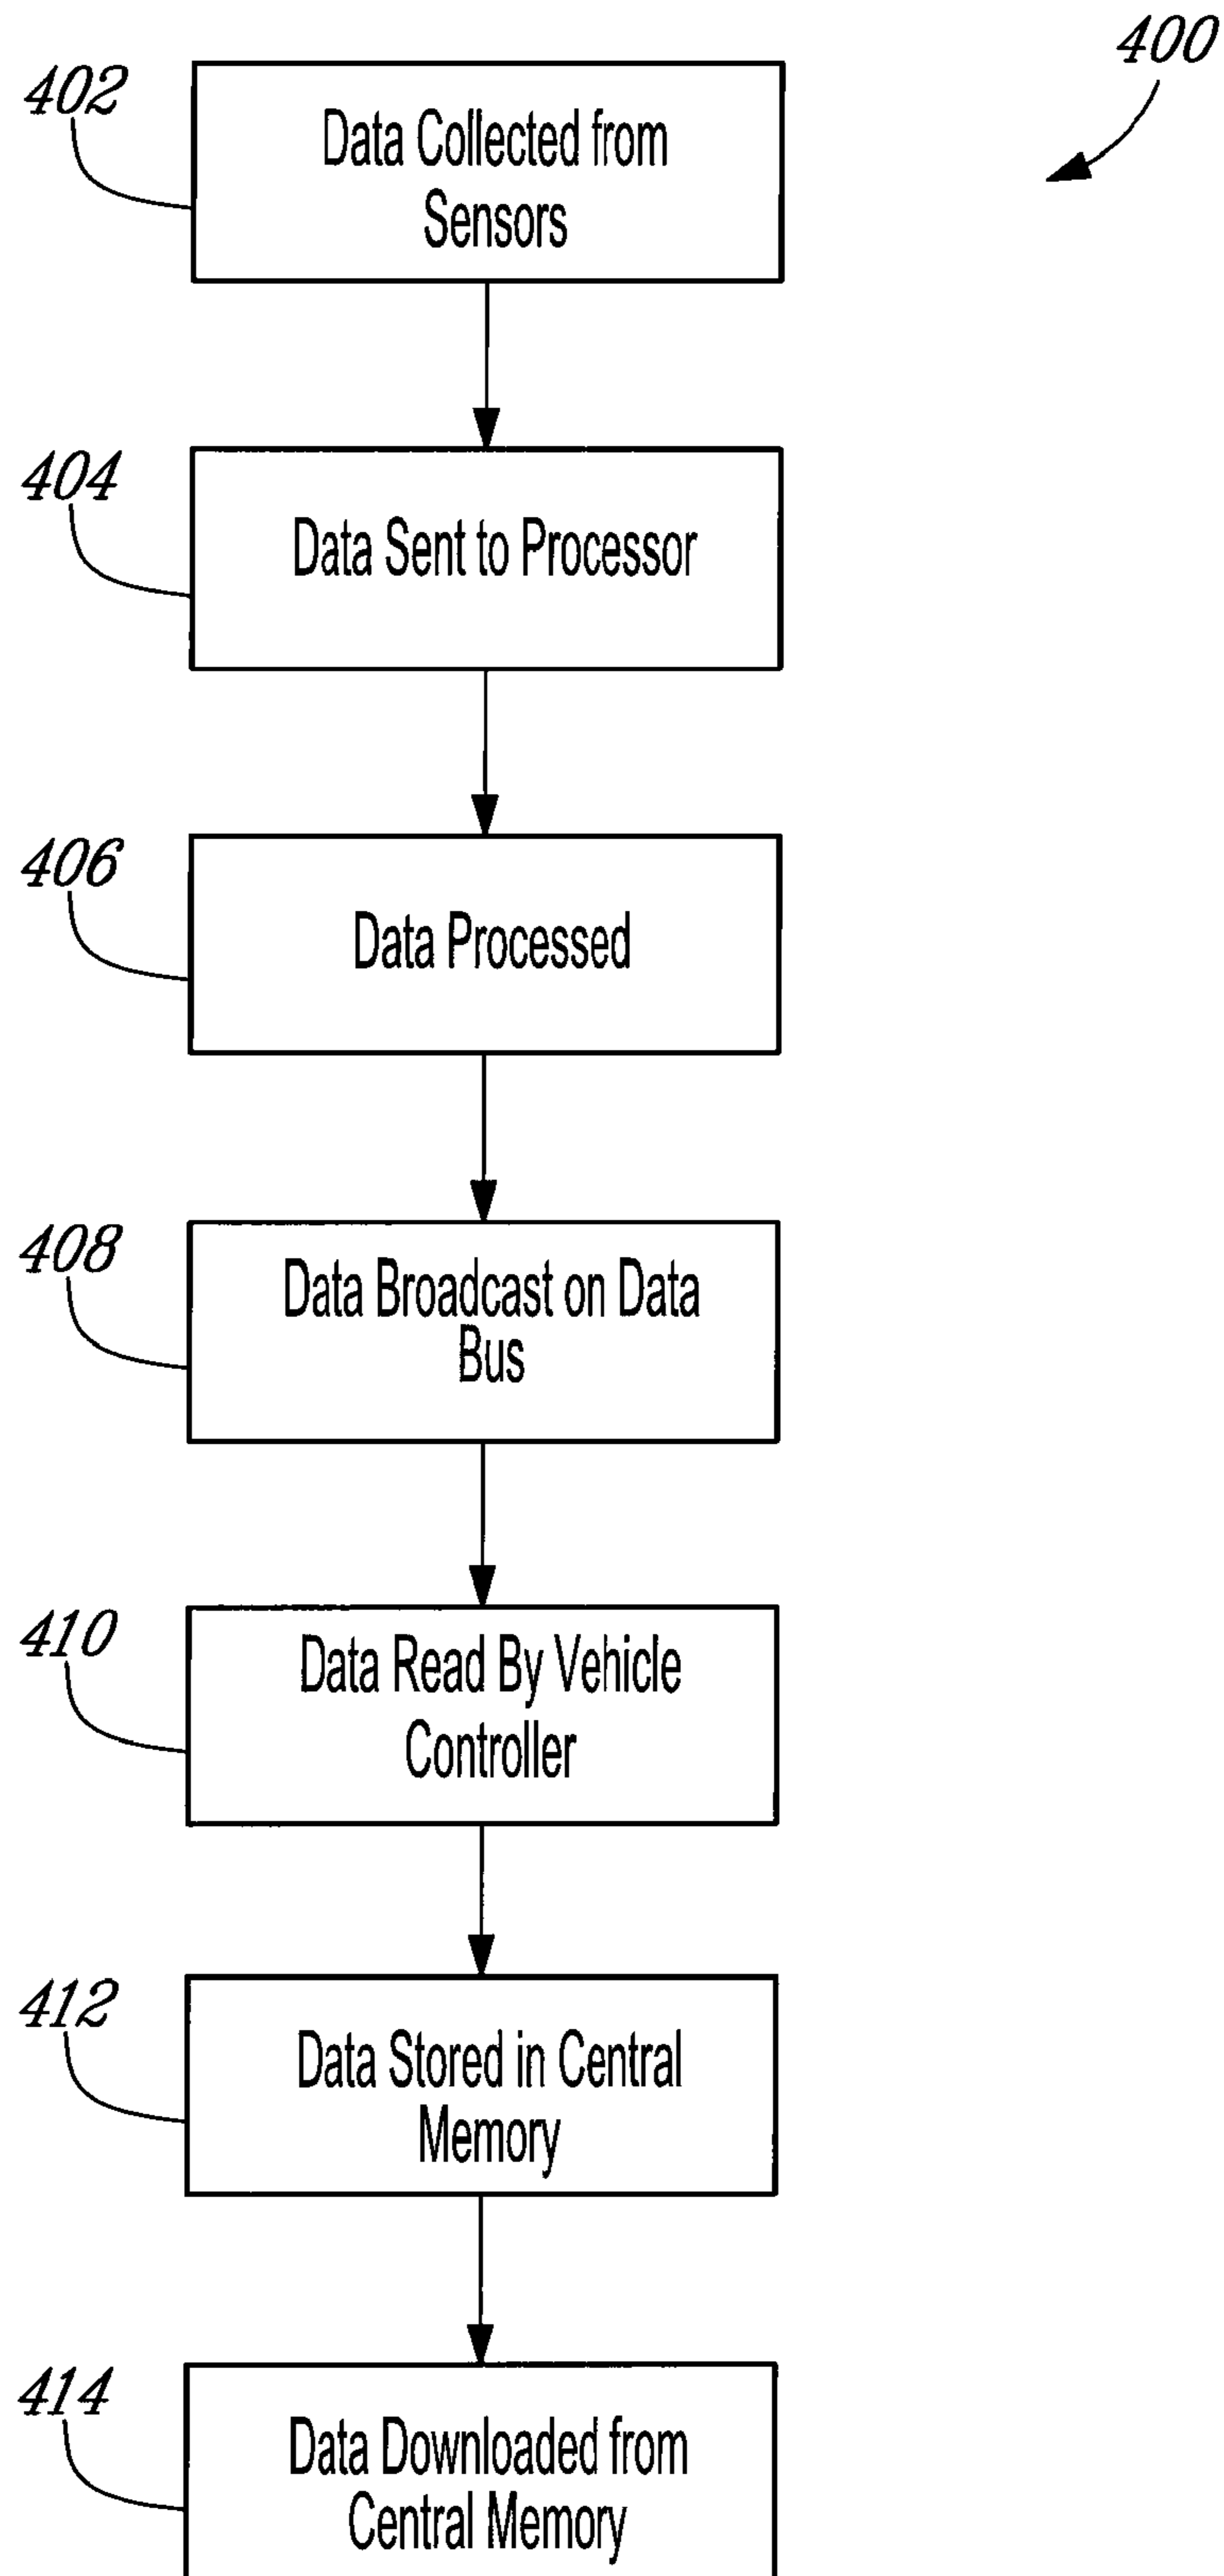 400
402
Data Collected from
Sensors
404
Data Sent to Processor
406
Data Processed
408
Data Broadcast on Data
Bus
410
Data Read By Vehicle
Controller
412
Data Stored in Central
Memory
414
Data Downloaded from
Central Memory